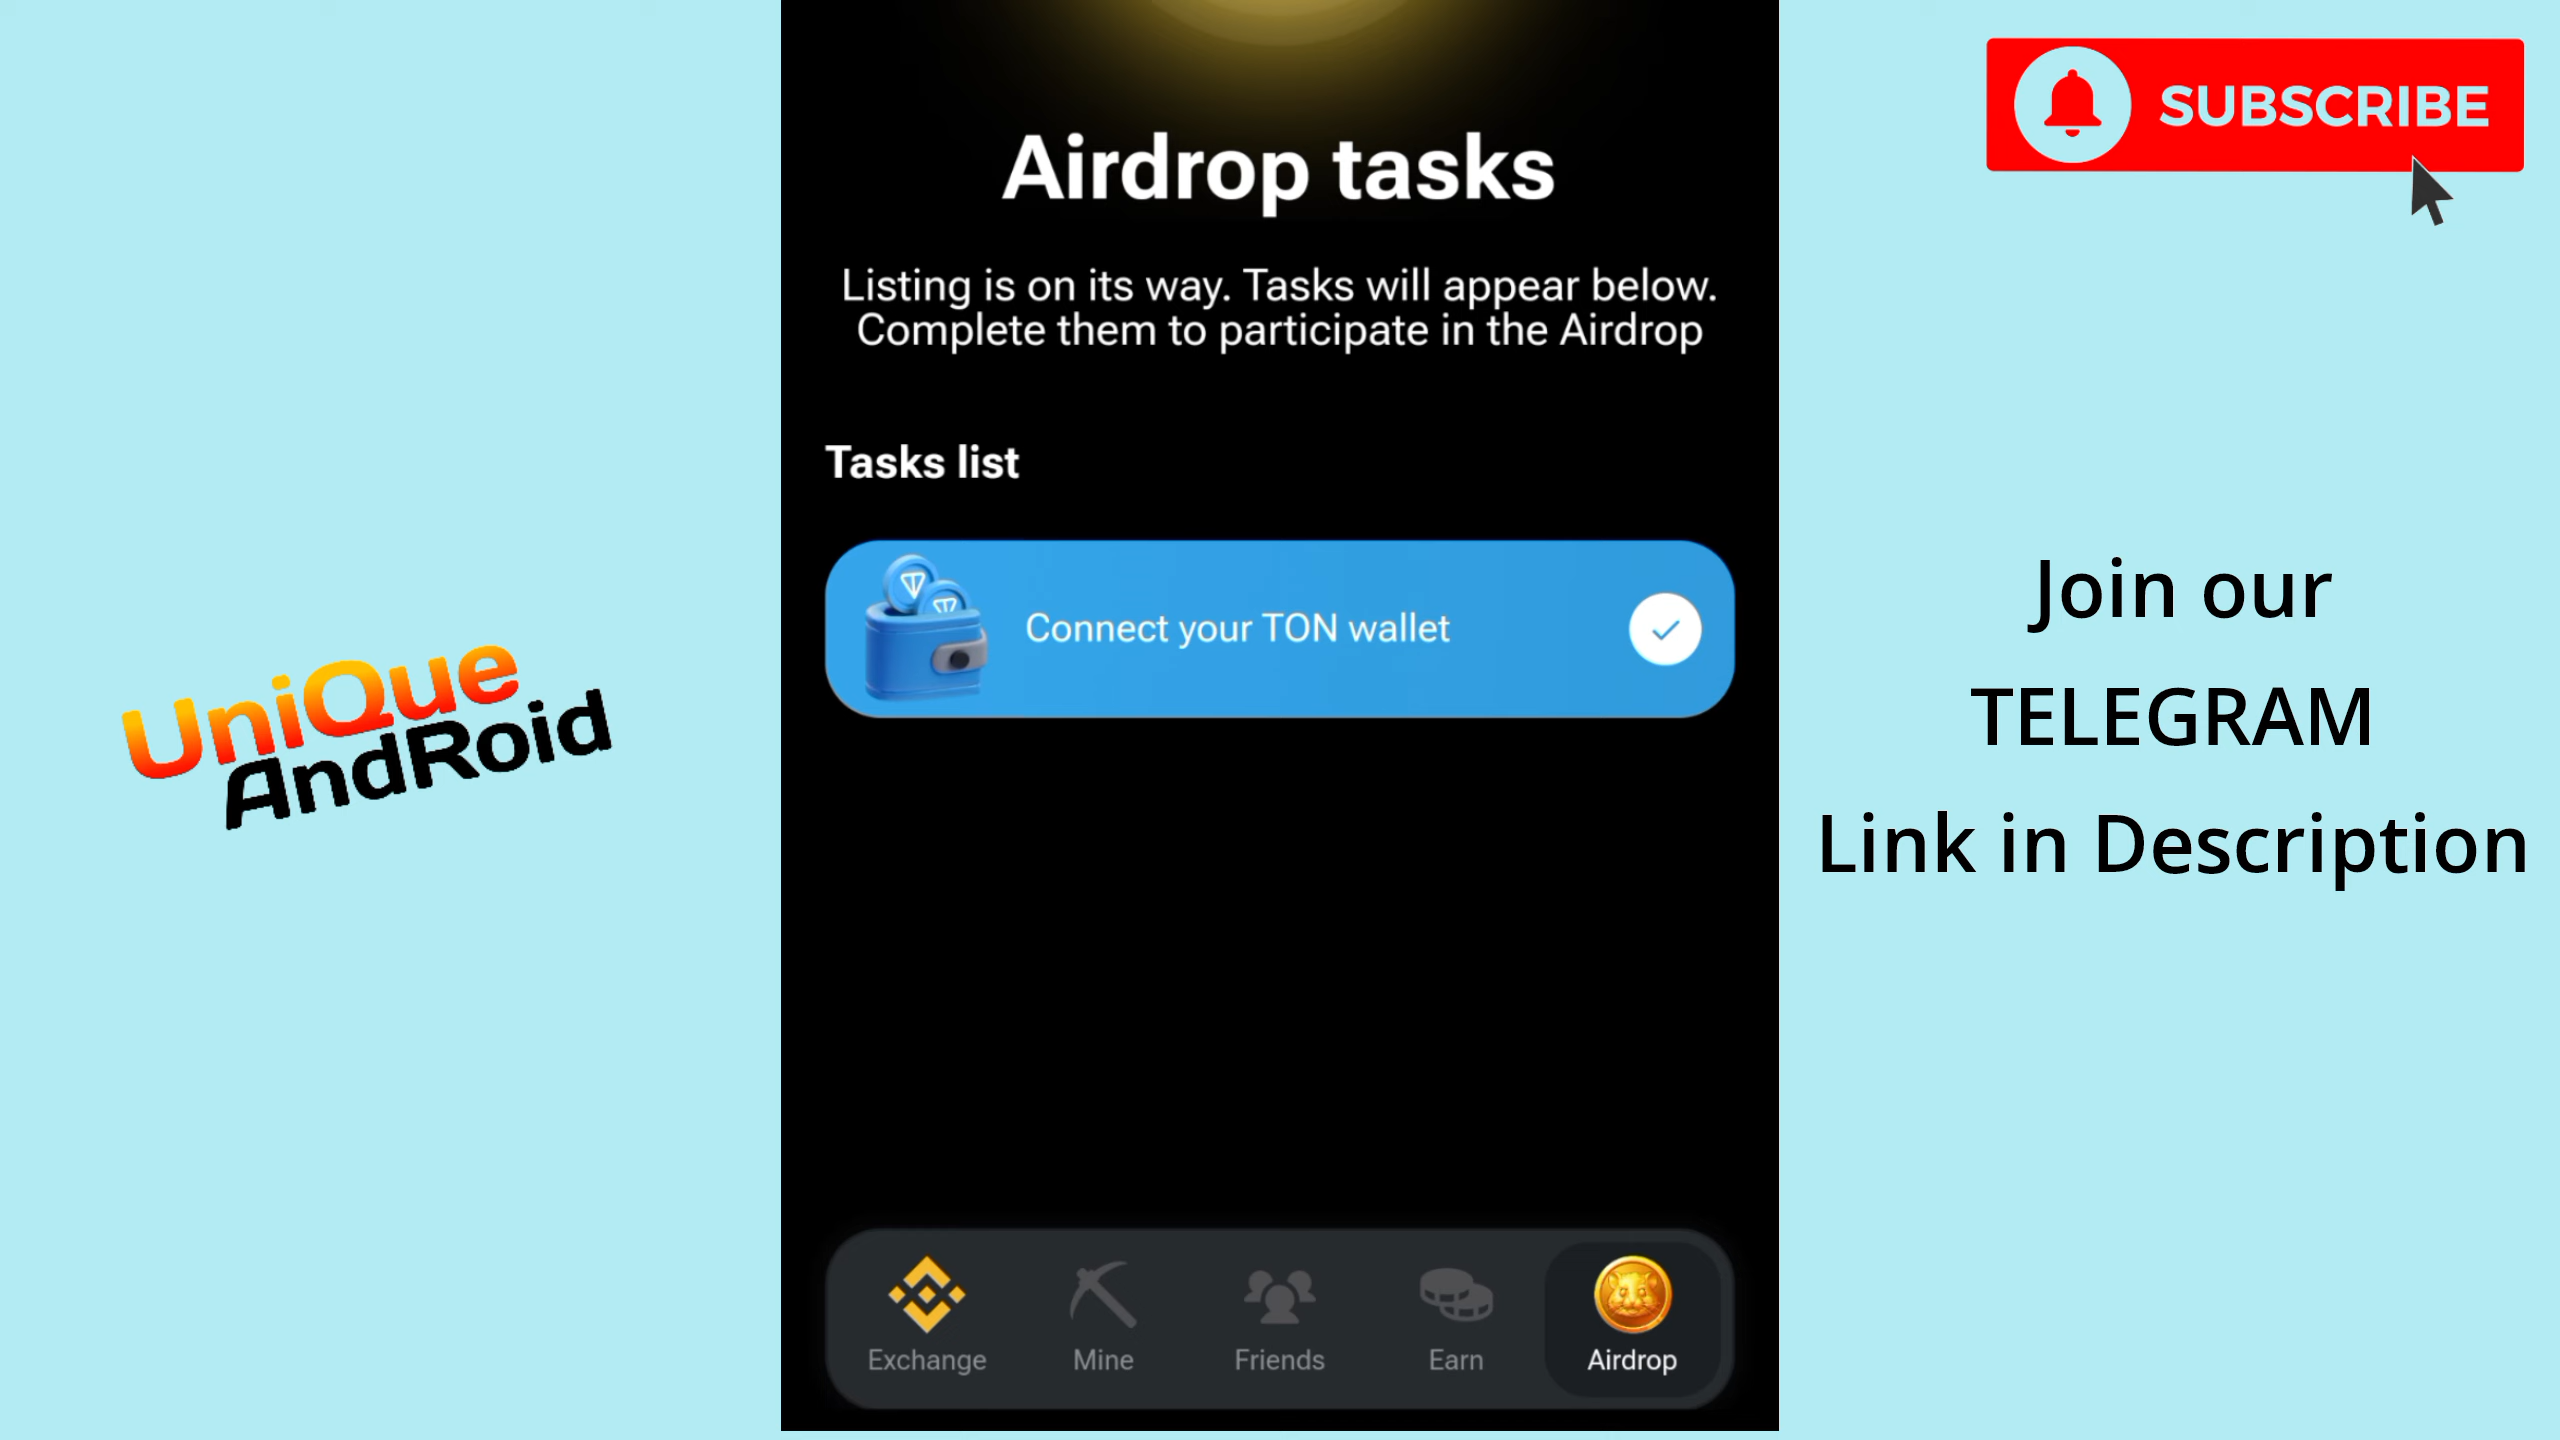 SUBSCRIBE
Airdrop tasks
Listing is on its way. Tasks will appear below.
Complete them to participate in the Airdrop
Tasks list
Connect your TON wallet
UniQue
AndRoid
Join our
TELEGRAM
Link in Description
Exchange
Mine
Friends
Earn
Airdrop